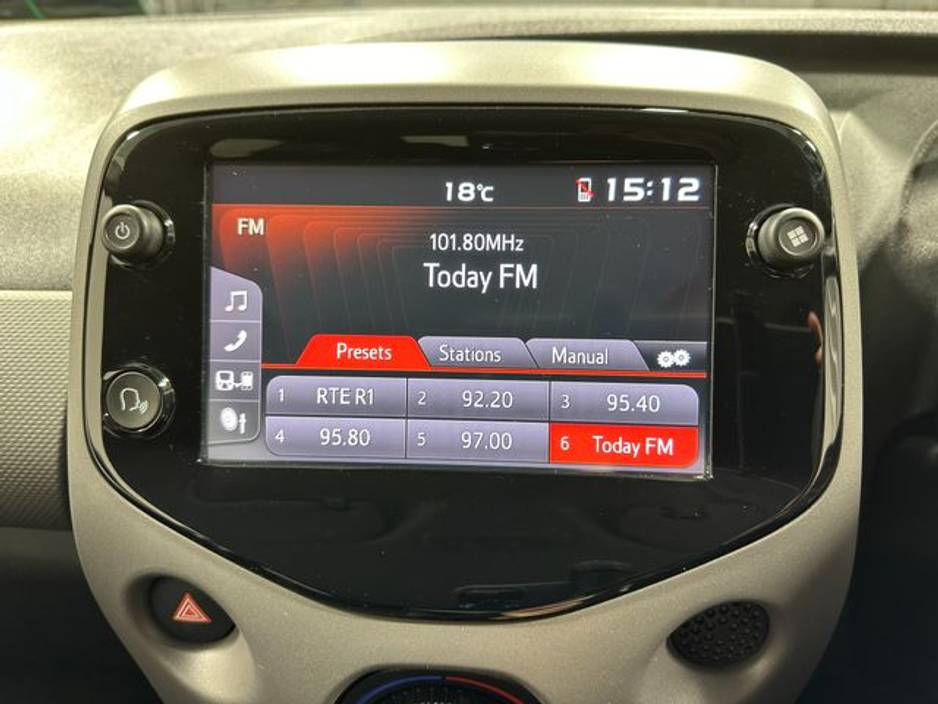 18°C
15:12
FM
101.80MHz
Today FM
Presets Stations Manual
1 RTE R1 2 92.20 3 95.40
4 95.80 5 97.00 6 Today FM